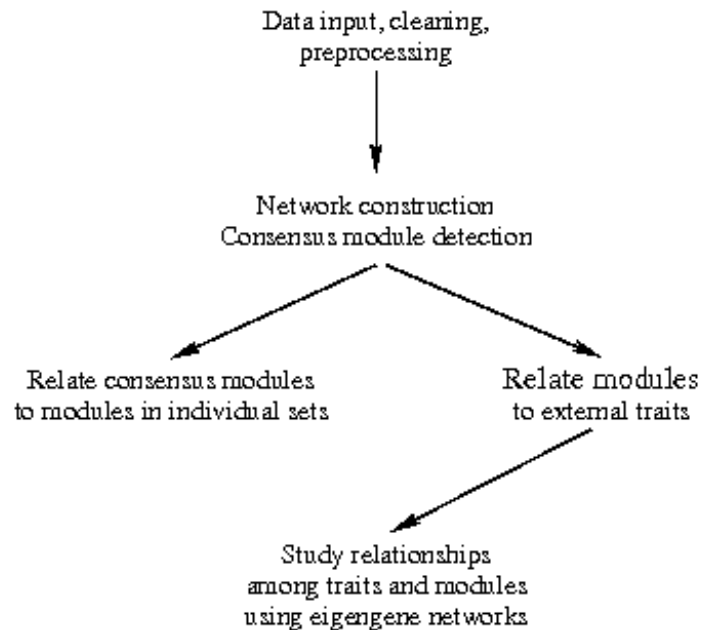 Data input, cleaning,
preprocessing
Network construction
Consensus module detection
Relate consensus modules
to modules in individual sets
Relate modules
to external traits
Study relationships
among traits and modules
using eigengene networks